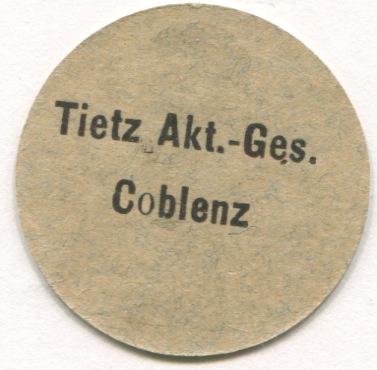 Tietz Akt.-Ges.
Coblenz